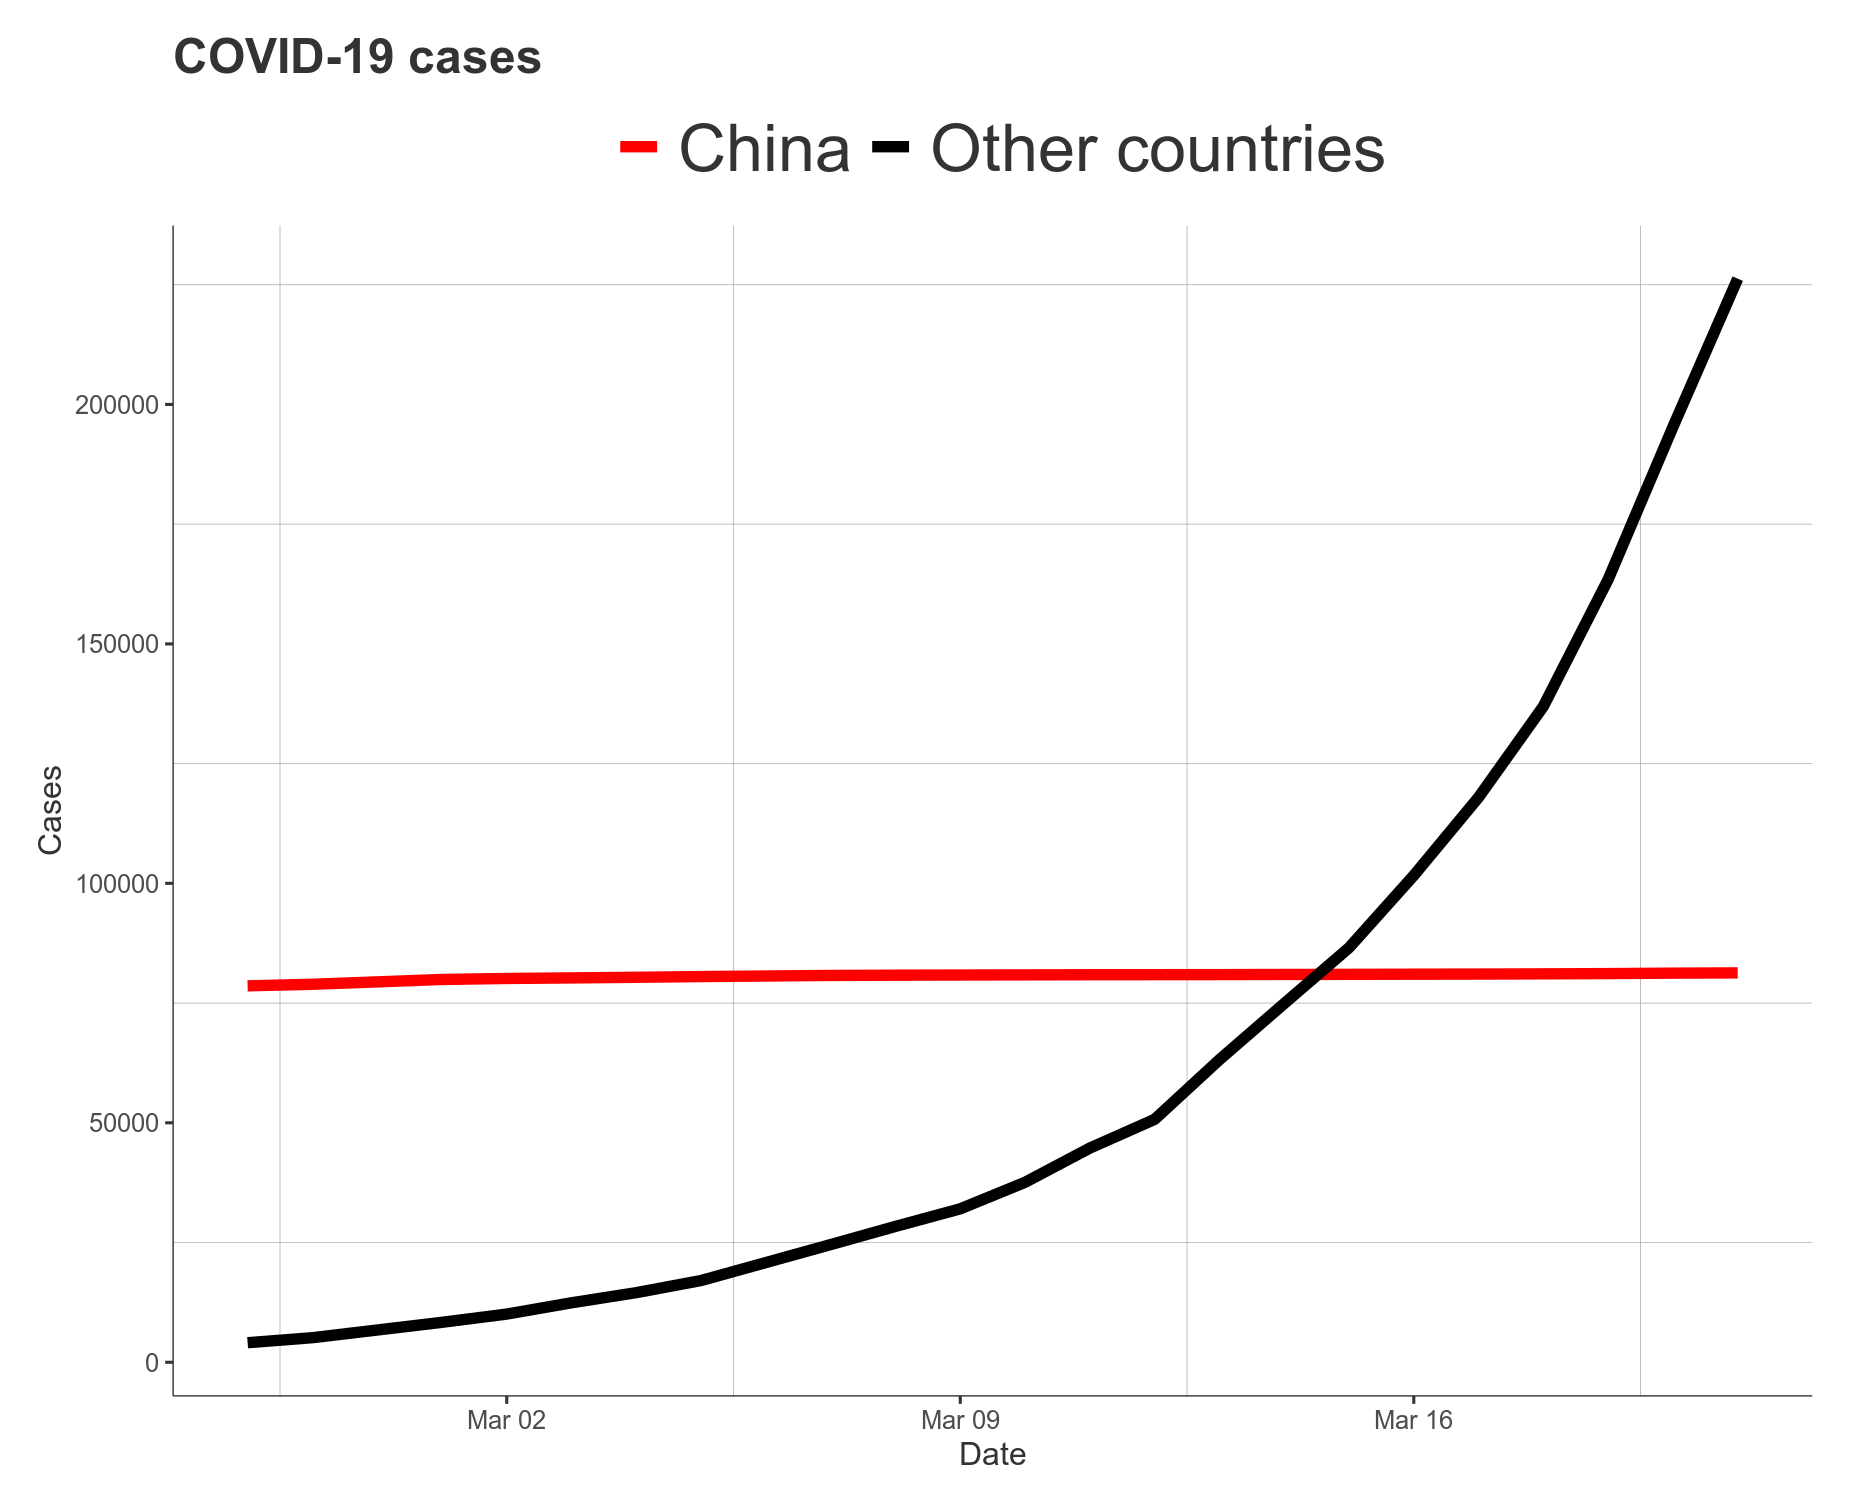 COVID-19 cases
China Other countries
200000
150000
100000
50000
0
Cases
Mar 02 Mar 09 Mar 16
Date